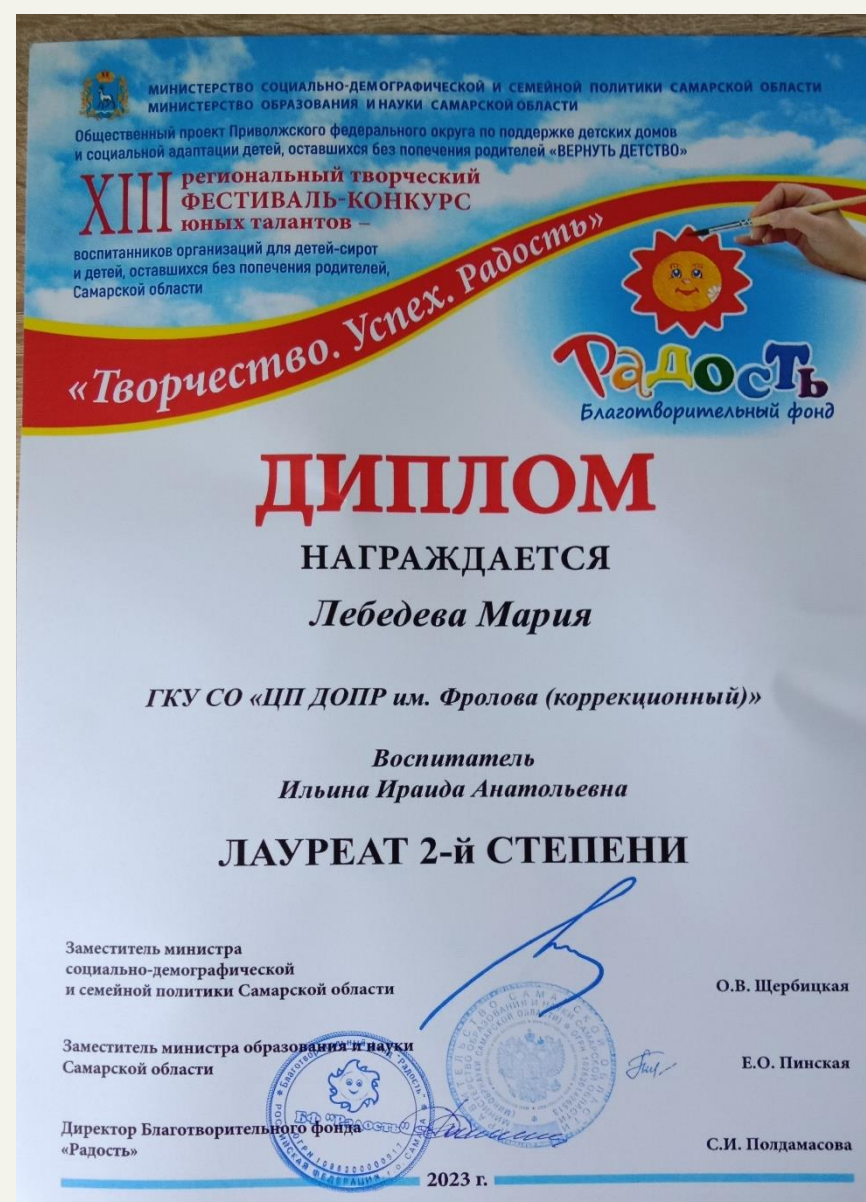 МИНИСТЕРСТВО СОЦИАЛЬНО-ДЕМОГРАФИЧЕСКОЙ И СЕМЕЙНОЙ ПОЛИТИКИ САМАРСКОЙ ОБЛАСТИ
МИНИСТЕРСТВО ОБРАЗОВАНИЯ И НАУКИ САМАРСКОЙ ОБЛАСТИ
Общественный проект Приволжского федерального округа по поддержке детских домов
и социальной адаптации детей, оставшихся без попечения родителей «ВЕРНУТЬ ДЕТСТВО»
XIII региональный творческий
ФЕСТИВАЛЬ-КОНКУРС
юных талантов –
воспитанников организаций для детей-сирот
и детей, оставшихся без попечения родителей,
Самарской области
«Творчество. Успех. Радость»
Радость
Благотворительный фонд
ДИПЛОМ
НАГРАЖДАЕТСЯ
Лебедева Мария
ГКУ СО «ЦП ДОПР им. Фролова (коррекционный)»
Воспитатель
Ильина Ираида Анатольевна
ЛАУРЕАТ 2-й СТЕПЕНИ
Заместитель министра
социально-демографической
и семейной политики Самарской области
О.В. Щербицкая
Заместитель министра образования и науки
Самарской области
Е.О. Пинская
Директор Благотворительного фонда
«Радость»
С.И. Полдамасова
БФ "Радость"
2023 г.